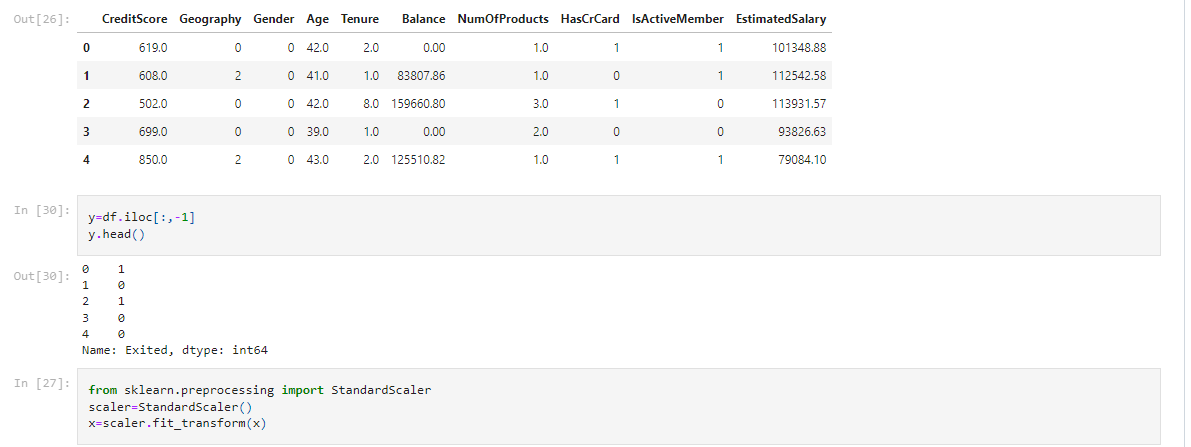 Out[26]: CreditScore Geography Gender Age Tenure Balance NumOfProducts HasCrCard IsActiveMember EstimatedSalary
0 619.0 0 0 42.0 2.0 0.00 1.0 1 1 101348.88
1 608.0 2 0 41.0 1.0 83807.86 1.0 0 1 112542.58
2 502.0 0 0 42.0 8.0 159660.80 3.0 1 0 113931.57
3 699.0 0 0 39.0 1.0 0.00 2.0 0 0 93826.63
4 850.0 2 0 43.0 2.0 125510.82 1.0 1 1 79084.10
In [30]:
y=df.iloc[:,-1]
y.head()
Out[30]:
0 1
1 0
2 1
3 0
4 0
Name: Exited, dtype: int64
In [27]:
from sklearn.preprocessing import StandardScaler
scaler=StandardScaler()
x=scaler.fit_transform(x)